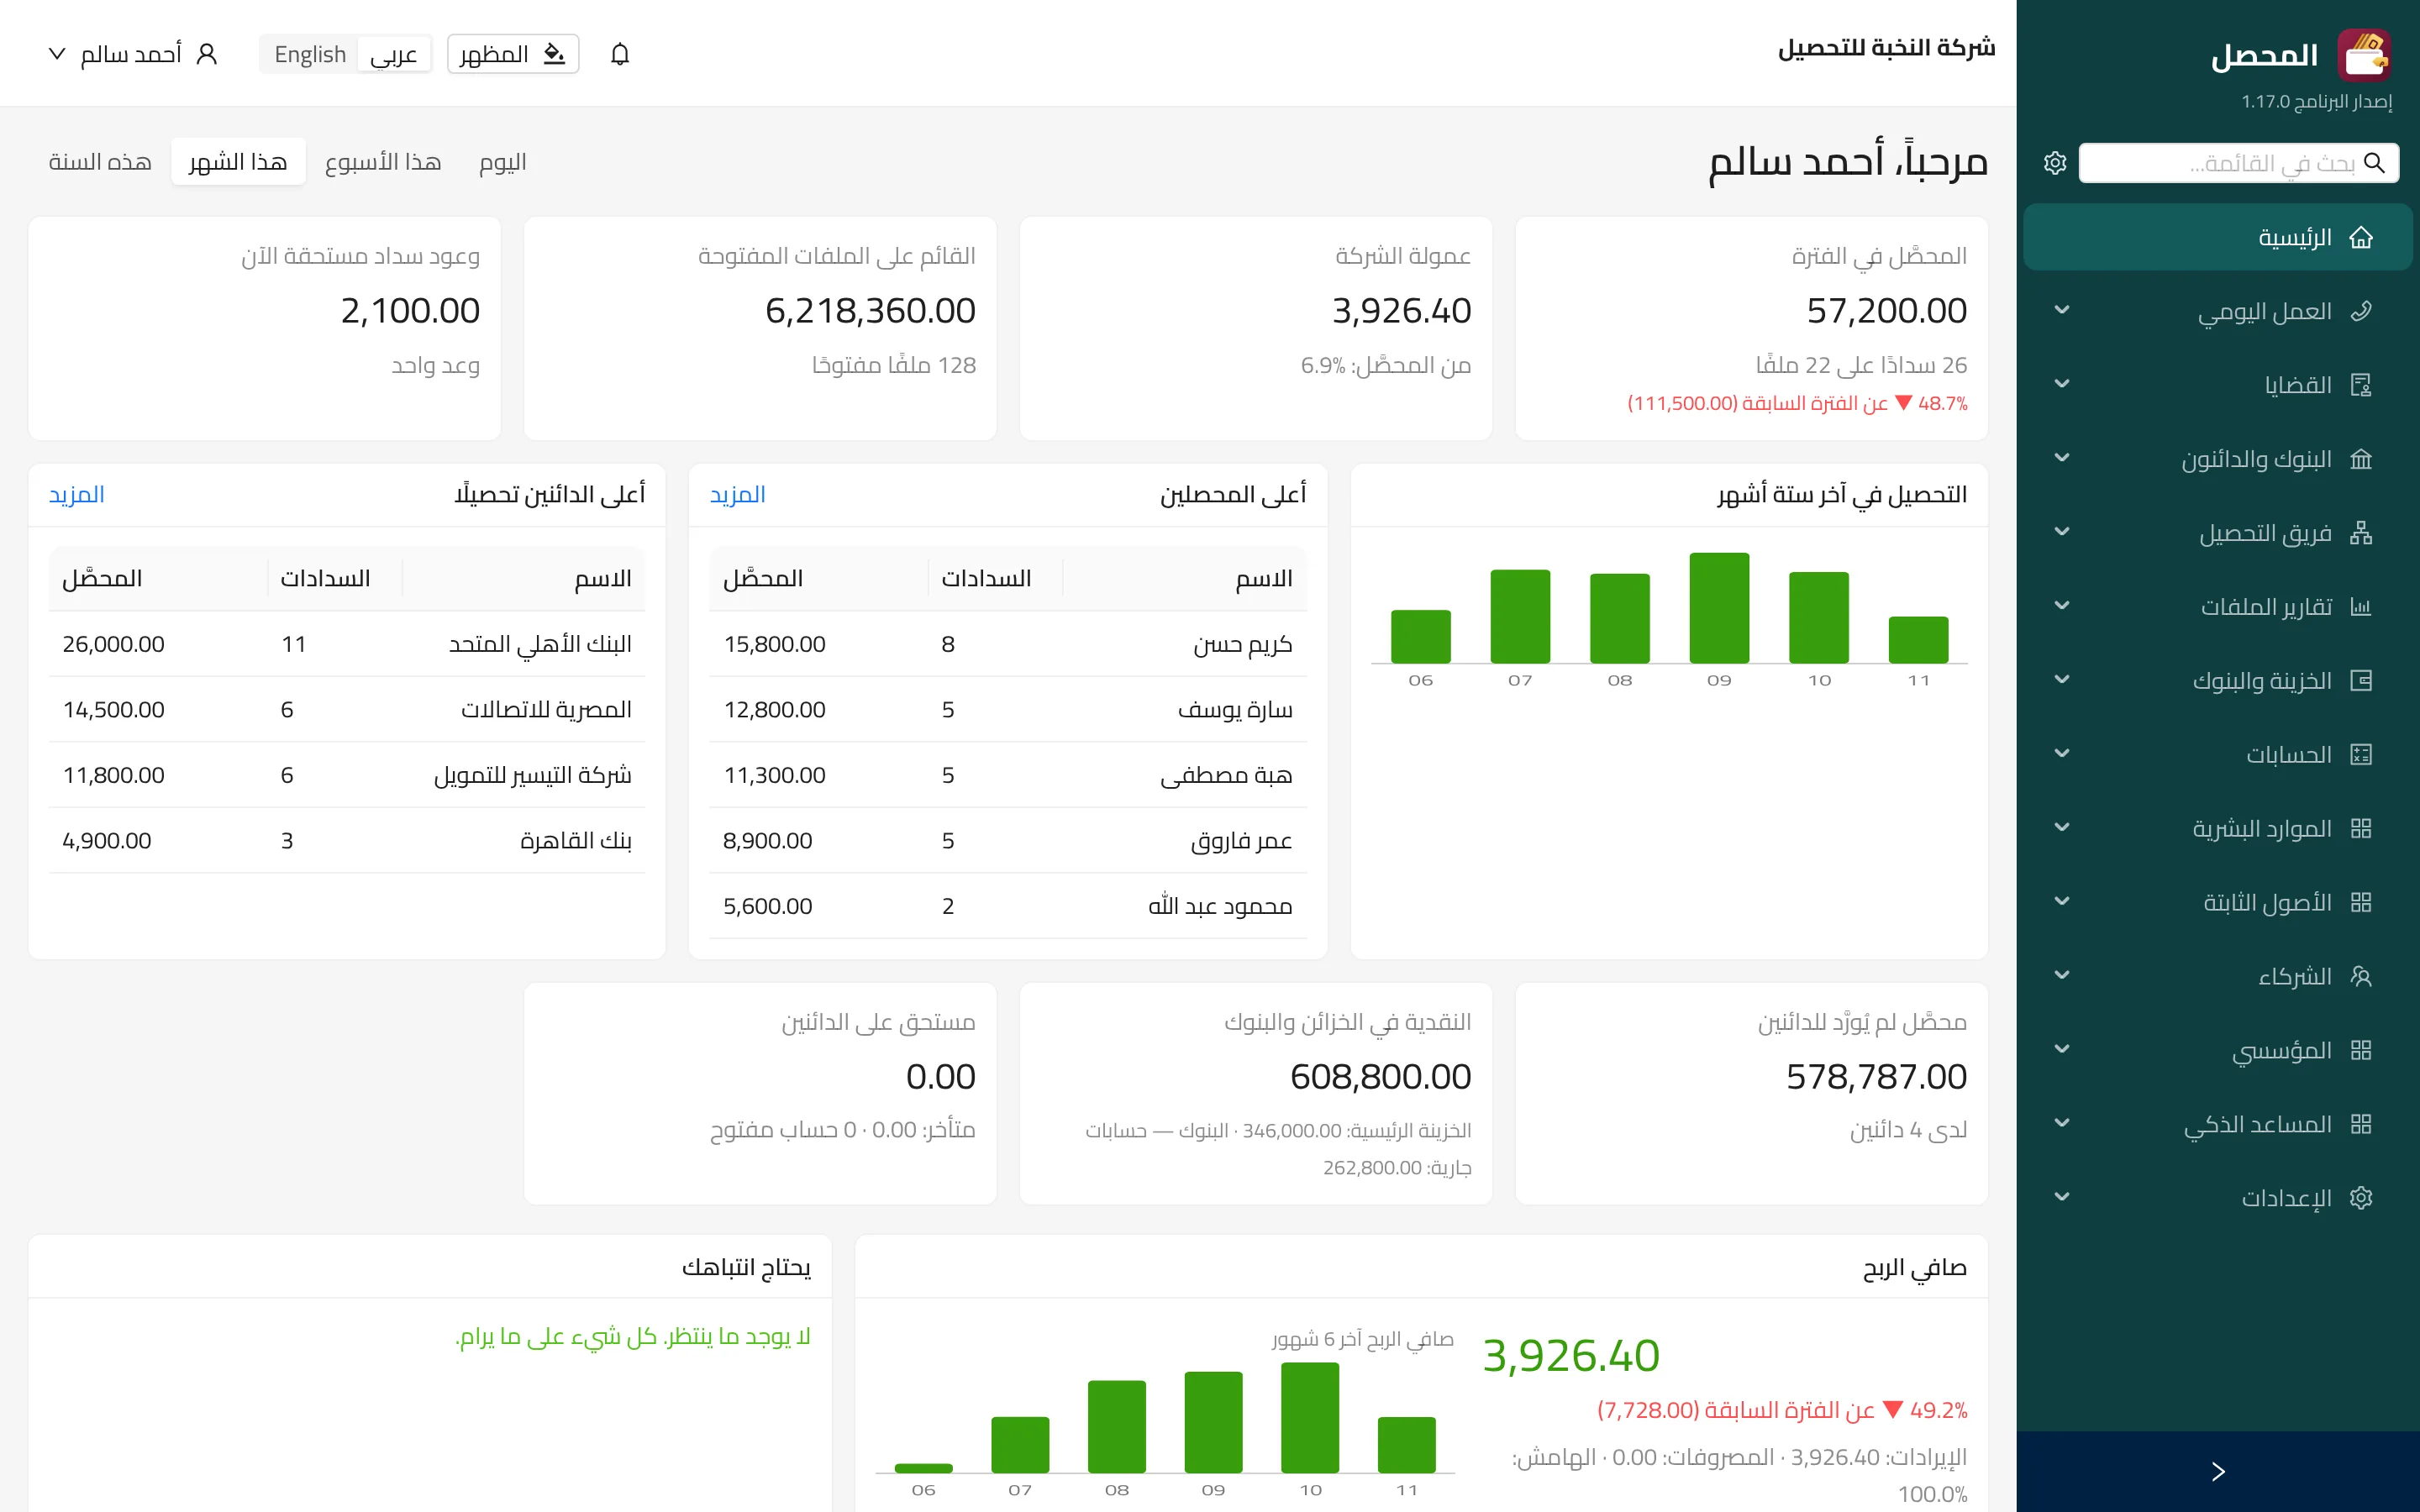 المحصل
إصدار البرنامج 1.17.0
بحث في القائمة...
الرئيسية
العمل اليومي
القضايا
البنوك والدائنون
فريق التحصيل
تقارير الملفات
الخزينة والبنوك
الحسابات
الموارد البشرية
الأصول الثابتة
الشركاء
المؤسسي
المساعد الذكي
الإعدادات
شركة النخبة للتحصيل
المظهر
عربي English
أحمد سالم
مرحباً، أحمد سالم
اليوم هذا الأسبوع هذا الشهر هذه السنة
المحصَّل في الفترة
57,200.00
26 سدادًا على 22 ملفًا
48.7% ▼ عن الفترة السابقة (111,500.00)
عمولة الشركة
3,926.40
من المحصَّل: 6.9%
القائم على الملفات المفتوحة
6,218,360.00
128 ملفًا مفتوحًا
وعود سداد مستحقة الآن
2,100.00
وعد واحد
التحصيل في آخر ستة أشهر
06 07 08 09 10 11
أعلى المحصلين المزيد
الاسم السدادات المحصَّل
كريم حسن 8 15,800.00
سارة يوسف 5 12,800.00
هبة مصطفى 5 11,300.00
عمر فاروق 5 8,900.00
محمود عبد الله 2 5,600.00
أعلى الدائنين تحصيلًا المزيد
الاسم السدادات المحصَّل
البنك الأهلي المتحد 11 26,000.00
المصرية للاتصالات 6 14,500.00
شركة التيسير للتمويل 6 11,800.00
بنك القاهرة 3 4,900.00
محصَّل لم يُورَّد للدائنين
578,787.00
لدى 4 دائنين
النقدية في الخزائن والبنوك
608,800.00
الخزينة الرئيسية: 346,000.00 · البنوك — حسابات
جارية: 262,800.00
مستحق على الدائنين
0.00
متأخر: 0.00 · 0 حساب مفتوح
صافي الربح
3,926.40
49.2% ▼ عن الفترة السابقة (7,728.00)
الإيرادات: 3,926.40 · المصروفات: 0.00 · الهامش:
100.0%
صافي الربح آخر 6 شهور
06 07 08 09 10 11
يحتاج انتباهك
لا يوجد ما ينتظر. كل شيء على ما يرام.